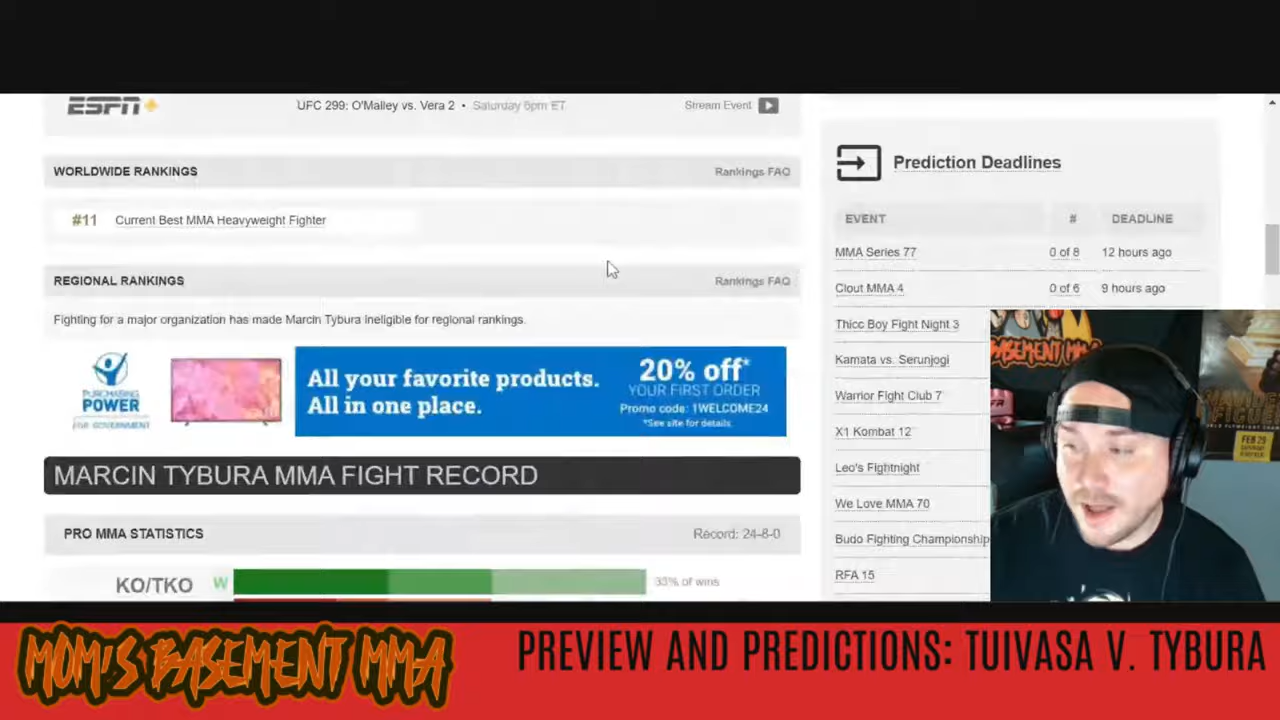 ESPN+
UFC 299: O'Malley vs. Vera 2 • Saturday 6pm ET
Stream Event
WORLDWIDE RANKINGS
Rankings FAQ
#11 Current Best MMA Heavyweight Fighter
REGIONAL RANKINGS
Rankings FAQ
Fighting for a major organization has made Marcin Tybura ineligible for regional rankings.
PURCHASING
POWER
FOR GOVERNMENT
All your favorite products.
All in one place.
20% off*
YOUR FIRST ORDER
Promo code: 1WELCOME24
*See site for details.
MARCIN TYBURA MMA FIGHT RECORD
PRO MMA STATISTICS
Record: 24-8-0
KO/TKO W 33% of wins
Prediction Deadlines
EVENT # DEADLINE
MMA Series 77 0 of 8 12 hours ago
Clout MMA 4 0 of 6 9 hours ago
Thicc Boy Fight Night 3
Kamata vs. Serunjogi
Warrior Fight Club 7
X1 Kombat 12
Leo's Fightnight
We Love MMA 70
Budo Fighting Championship
RFA 15
BASEMENT MMA
FEB 29
MOM'S BASEMENT MMA
PREVIEW AND PREDICTIONS: TUIVASA V. TYBURA